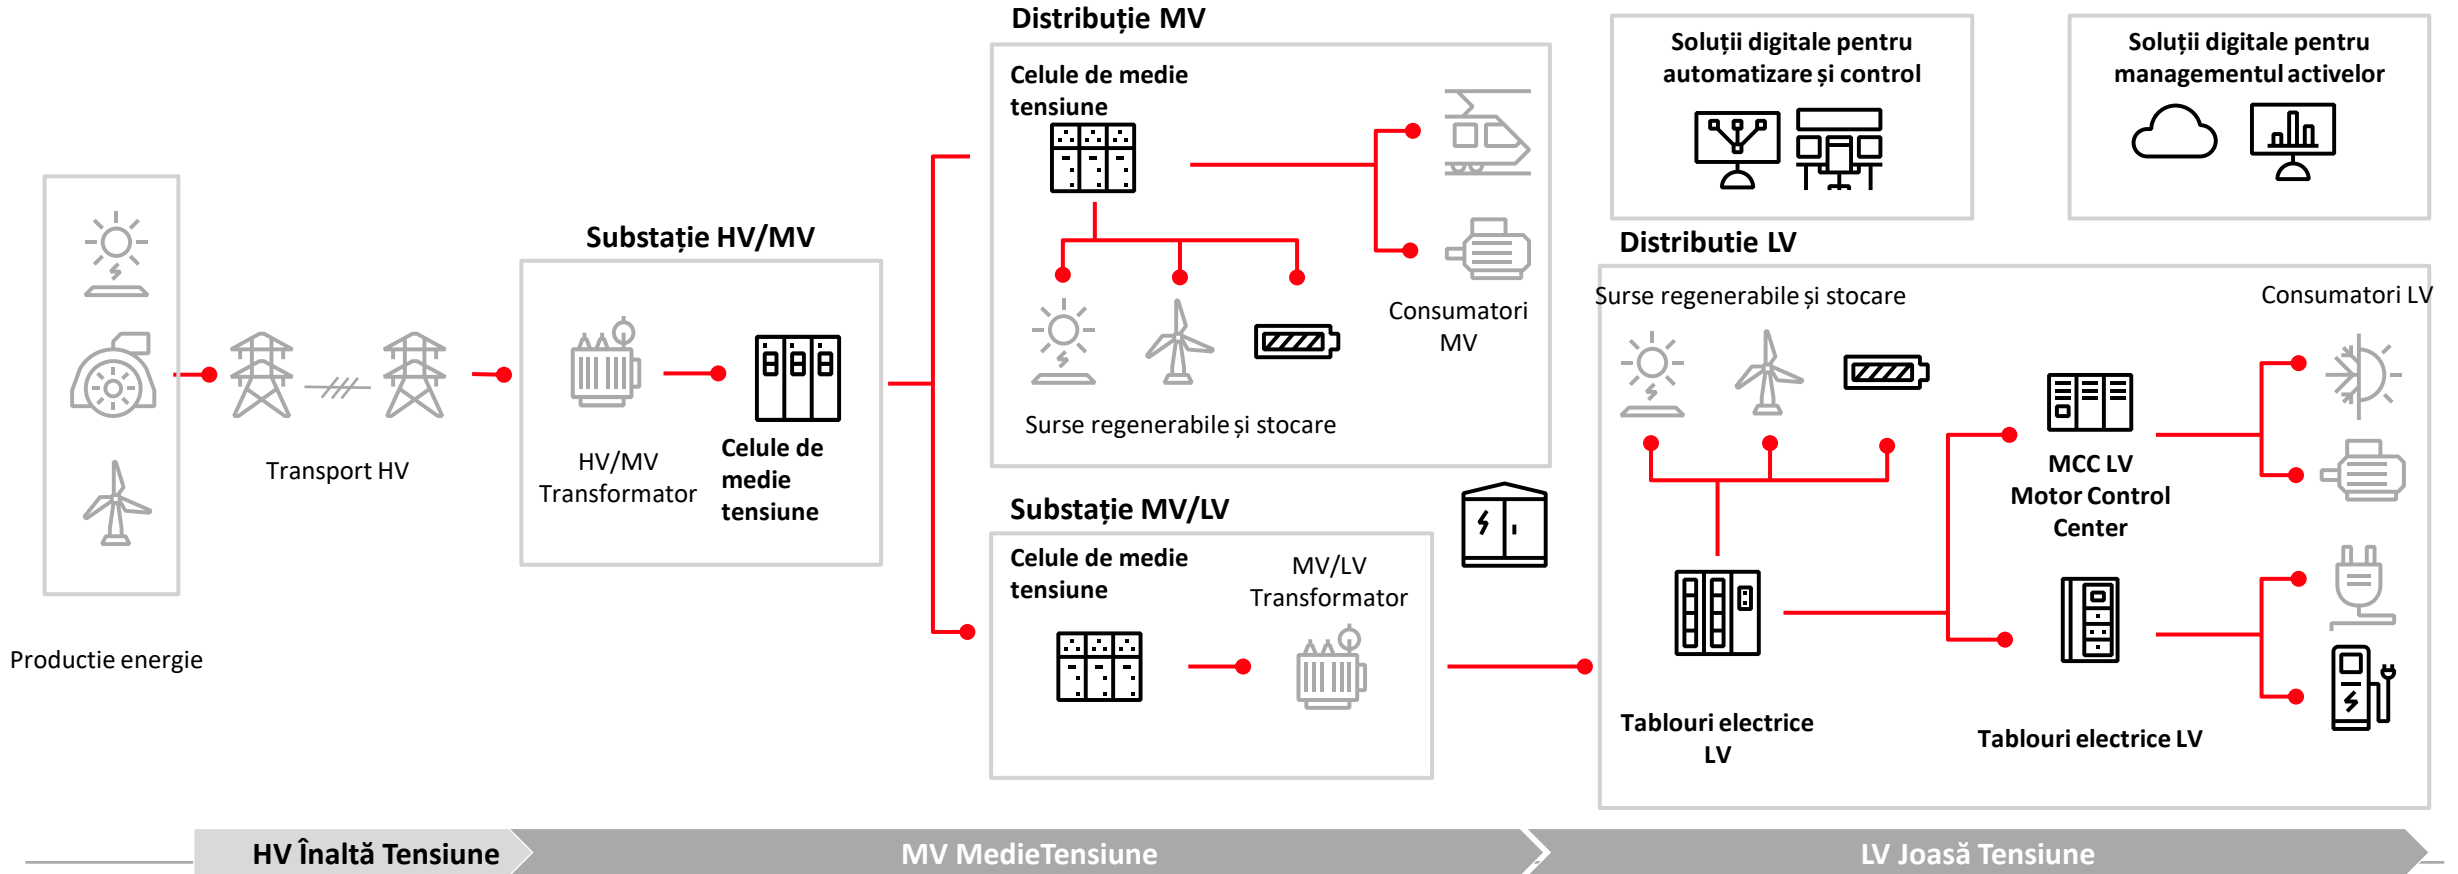 Productie energie
Transport HV
Substație HV/MV
HV/MV
Transformator
Celule de
medie
tensiune
Distribuție MV
Celule de medie
tensiune
Consumatori
MV
Surse regenerabile și stocare
Substație MV/LV
Celule de medie
tensiune
MV/LV
Transformator
Soluții digitale pentru
automatizare și control
Soluții digitale pentru
managementul activelor
Distributie LV
Surse regenerabile și stocare
Consumatori LV
MCC LV
Motor Control
Center
Tablouri electrice
LV
Tablouri electrice LV
HV Înaltă Tensiune
MV MedieTensiune
LV Joasă Tensiune